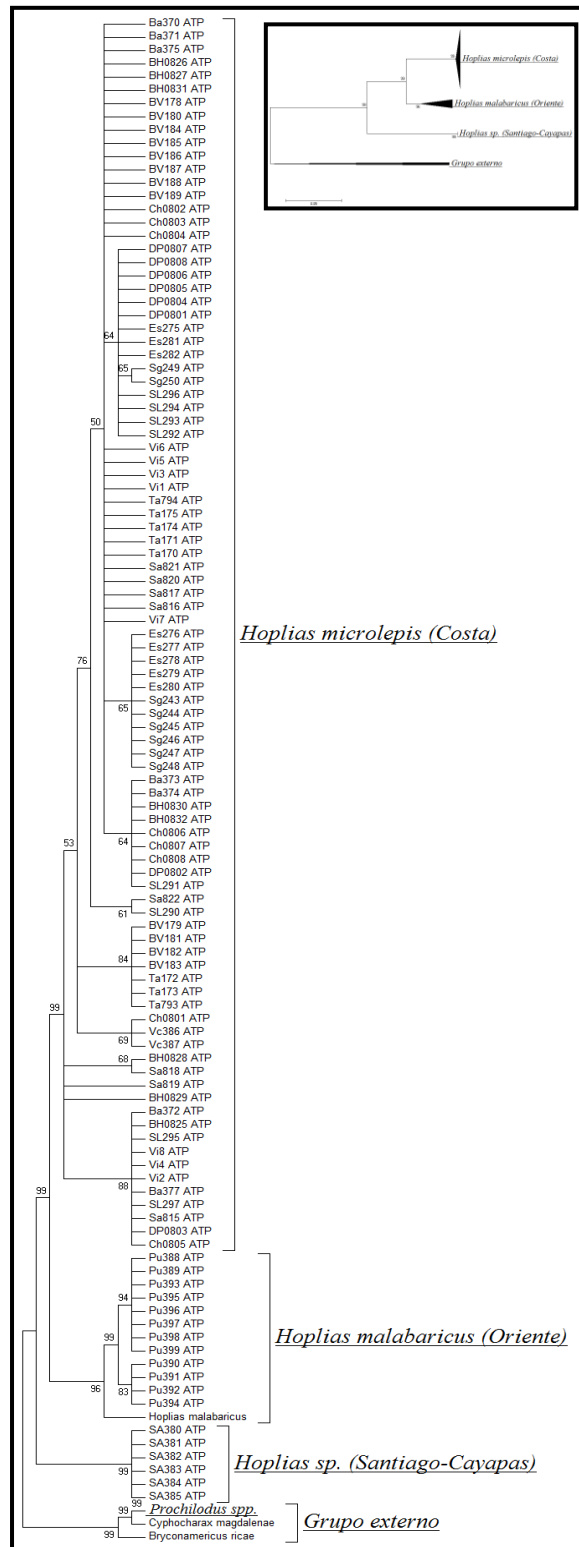 Ba370 ATP
Ba371 ATP
Ba375 ATP
BH0826 ATP
BH0827 ATP
BH0831 ATP
BV178 ATP
BV180 ATP
BV184 ATP
BV185 ATP
BV186 ATP
BV187 ATP
BV188 ATP
BV189 ATP
Ch0802 ATP
Ch0803 ATP
Ch0804 ATP
DP0807 ATP
DP0808 ATP
DP0806 ATP
DP0805 ATP
DP0804 ATP
DP0801 ATP
Es275 ATP
64
Es281 ATP
Es282 ATP
65
Sg249 ATP
Sg250 ATP
SL296 ATP
SL294 ATP
SL293 ATP
SL292 ATP
50
Vi6 ATP
Vi5 ATP
Vi3 ATP
Vi1 ATP
Ta794 ATP
Ta175 ATP
Ta174 ATP
Ta171 ATP
Ta170 ATP
Sa821 ATP
Sa820 ATP
Sa817 ATP
Sa816 ATP
Vi7 ATP
Es276 ATP
Es277 ATP
Es278 ATP
Es279 ATP
Es280 ATP
Sg243 ATP
65
Sg244 ATP
Sg245 ATP
Sg246 ATP
Sg247 ATP
Sg248 ATP
76
Ba373 ATP
Ba374 ATP
BH0830 ATP
BH0832 ATP
Ch0806 ATP
64
Ch0807 ATP
Ch0808 ATP
DP0802 ATP
SL291 ATP
Sa822 ATP
61
SL290 ATP
53
BV179 ATP
BV181 ATP
BV182 ATP
84
BV183 ATP
Ta172 ATP
Ta173 ATP
Ta793 ATP
Ch0801 ATP
Vc386 ATP
69
Vc387 ATP
99
68
BH0828 ATP
Sa818 ATP
Sa819 ATP
BH0829 ATP
Ba372 ATP
BH0825 ATP
SL295 ATP
Vi8 ATP
Vi4 ATP
Vi2 ATP
88
Ba377 ATP
SL297 ATP
Sa815 ATP
DP0803 ATP
Ch0805 ATP
Hoplias microlepis (Costa)
99
Pu388 ATP
Pu389 ATP
Pu393 ATP
94
Pu395 ATP
Pu396 ATP
Pu397 ATP
99
Pu398 ATP
Pu399 ATP
Pu390 ATP
Pu391 ATP
83
Pu392 ATP
Pu394 ATP
96
Hoplias malabaricus
Hoplias malabaricus (Oriente)
SA380 ATP
SA381 ATP
SA382 ATP
99
SA383 ATP
SA384 ATP
SA385 ATP
Hoplias sp. (Santiago-Cayapas)
99
99
Prochilodus spp.
Cyphocharax magdalenae
99
Bryconamericus ricae
Grupo externo
Hoplias microlepis (Costa)
Hoplias malabaricus (Oriente)
Hoplias sp. (Santiago-Cayapas)
Grupo externo